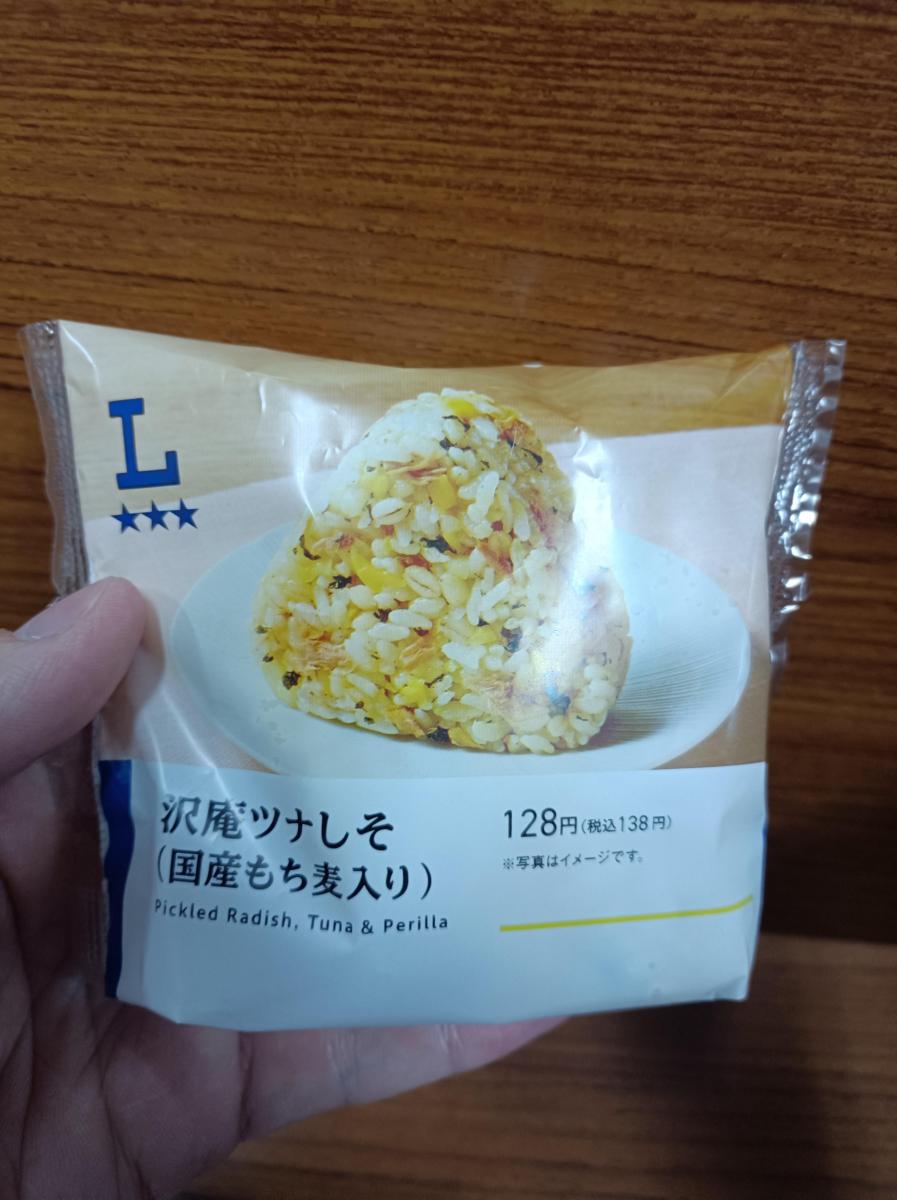 L
★★★
沢庵ツナしそ
(国産もち麦入り)
Pickled Radish, Tuna & Perilla
128円(税込138円)
※写真はイメージです。